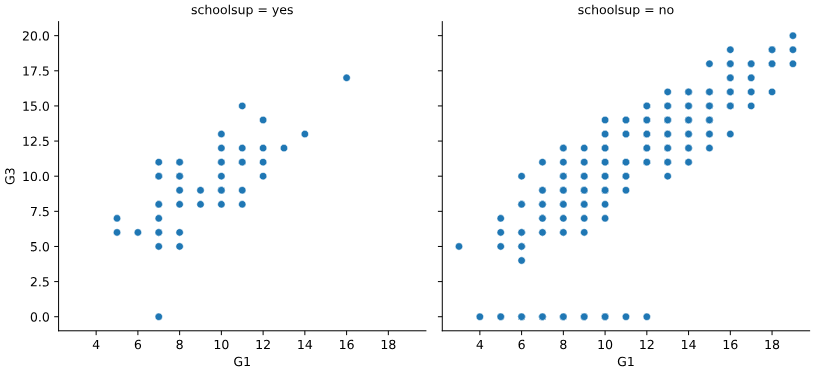 schoolsup = yes
schoolsup = no
G3
20.0
17.5
15.0
12.5
10.0
7.5
5.0
2.5
0.0
4 6 8 10 12 14 16 18
4 6 8 10 12 14 16 18
G1
G1